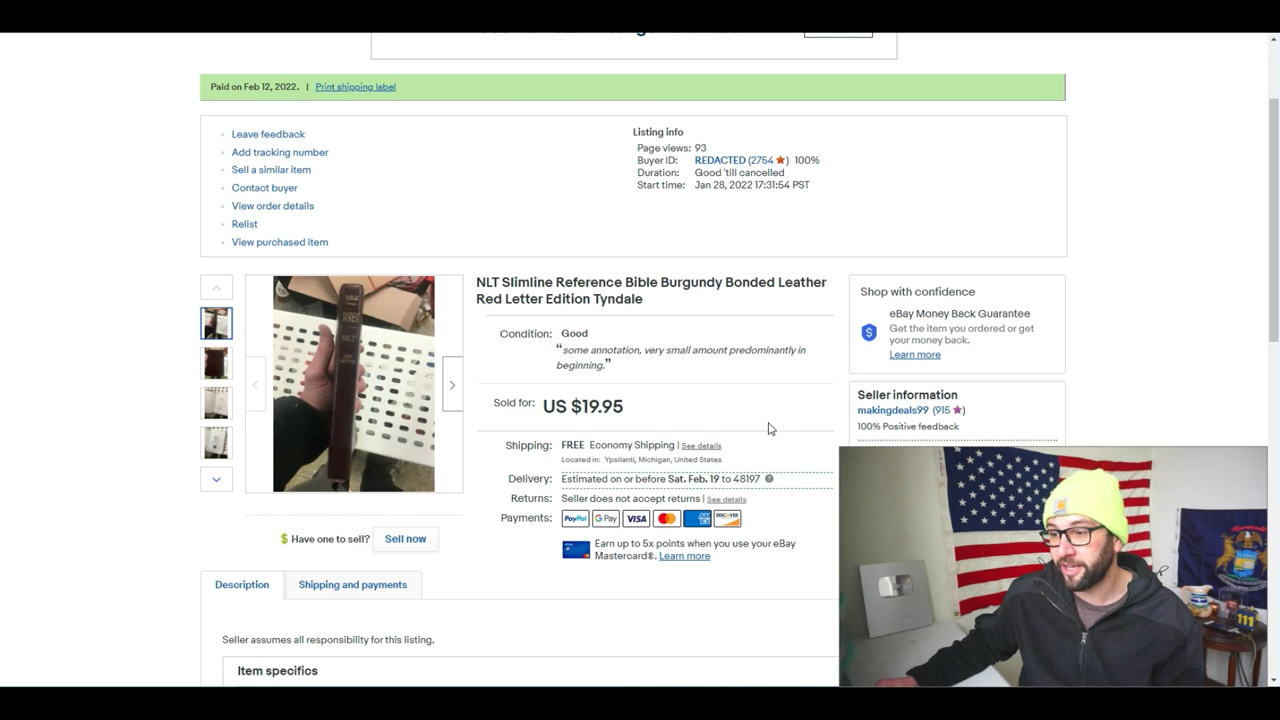 Paid on Feb 12, 2022. | Print shipping label
Leave feedback
Add tracking number
Sell a similar item
Contact buyer
View order details
Relist
View purchased item
Listing info
Page views: 93
Buyer ID: REDACTED (2754 ★) 100%
Duration: Good 'till cancelled
Start time: Jan 28, 2022 17:31:54 PST
NLT Slimline Reference Bible Burgundy Bonded Leather
Red Letter Edition Tyndale
Condition: Good
“some annotation, very small amount predominantly in
beginning.”
Sold for: US $19.95
Shipping: FREE Economy Shipping | See details
Located in: Ypsilanti, Michigan, United States
Delivery: Estimated on or before Sat. Feb. 19 to 48197
Returns: Seller does not accept returns | See details
Payments: PayPal G Pay VISA DISCOVER
Earn up to 5x points when you use your eBay
Mastercard®. Learn more
Shop with confidence
eBay Money Back Guarantee
Get the item you ordered or get
your money back.
Learn more
Seller information
makingdeals99 (915 ★)
100% Positive feedback
$ Have one to sell? Sell now
Description
Shipping and payments
Seller assumes all responsibility for this listing.
Item specifics
111